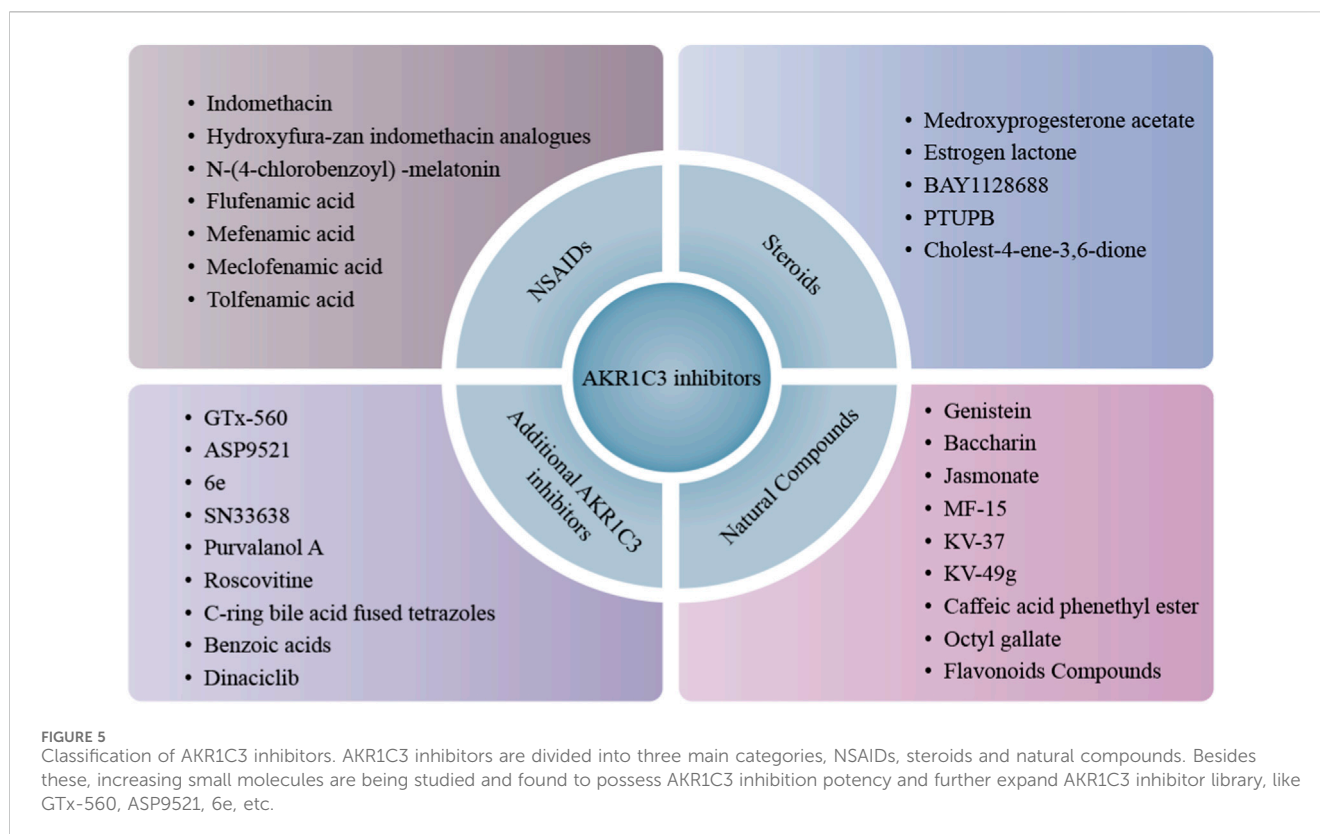 • Indomethacin
• Hydroxyfura-zan indomethacin analogues
• N-(4-chlorobenzoyl) -melatonin
• Flufenamic acid
• Mefenamic acid
• Meclofenamic acid
• Tolfenamic acid
• Medroxyprogesterone acetate
• Estrogen lactone
• BAY1128688
• PTUPB
• Cholest-4-ene-3,6-dione
NSAIDs
Steroids
AKR1C3 inhibitors
Additional AKR1C3
inhibitors
Natural Compounds
• GTx-560
• ASP9521
• 6e
• SN33638
• Purvalanol A
• Roscovitine
• C-ring bile acid fused tetrazoles
• Benzoic acids
• Dinaciclib
• Genistein
• Baccharin
• Jasmonate
• MF-15
• KV-37
• KV-49g
• Caffeic acid phenethyl ester
• Octyl gallate
• Flavonoids Compounds
FIGURE 5
Classification of AKR1C3 inhibitors. AKR1C3 inhibitors are divided into three main categories, NSAIDs, steroids and natural compounds. Besides
these, increasing small molecules are being studied and found to possess AKR1C3 inhibition potency and further expand AKR1C3 inhibitor library, like
GTx-560, ASP9521, 6e, etc.